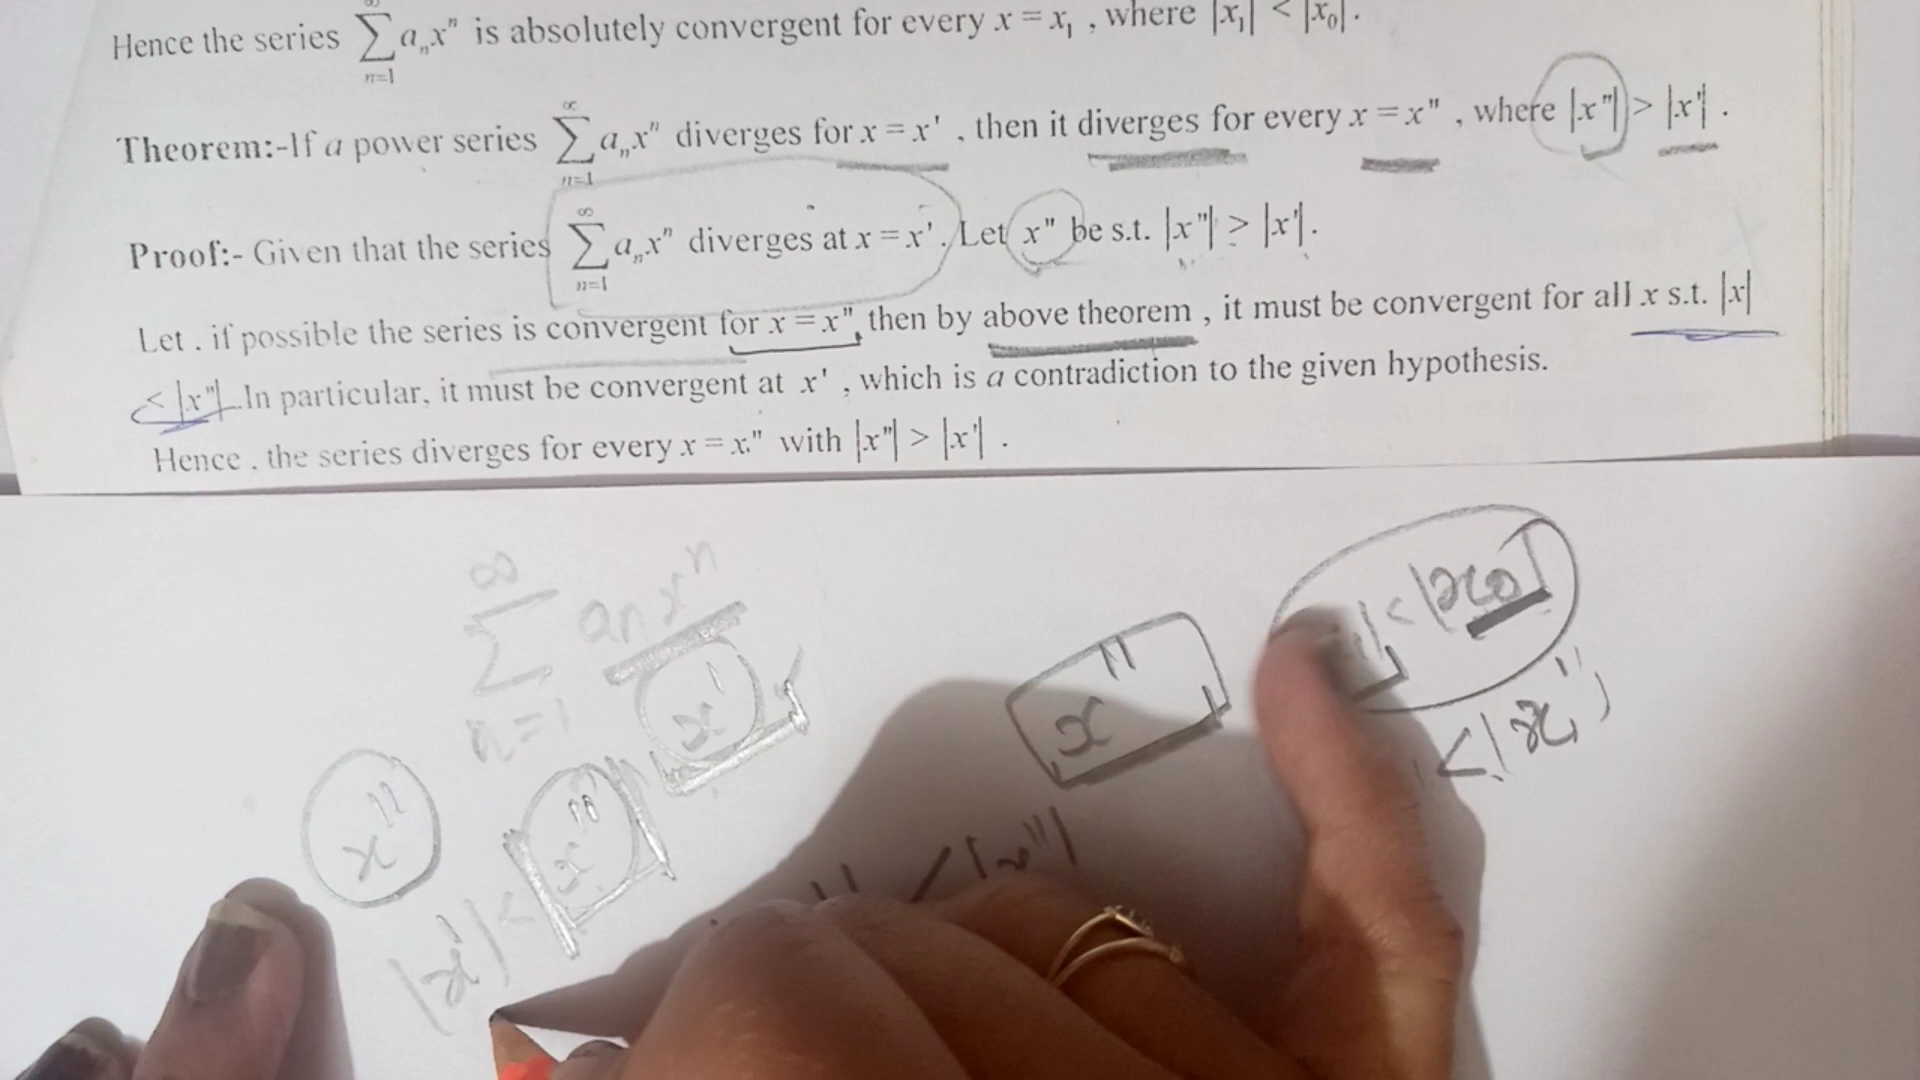 Hence the series ∑_{n=1}^{∞} a_n x^n is absolutely convergent for every x = x_1 , where |x_1| < |x_0| .
Theorem:-If a power series ∑_{n=1}^{∞} a_n x^n diverges for x = x' , then it diverges for every x = x" , where |x"| > |x'| .
Proof:- Given that the series ∑_{n=1}^{∞} a_n x^n diverges at x = x' . Let x" be s.t. |x"| > |x'| .
Let . if possible the series is convergent for x = x" , then by above theorem , it must be convergent for all x s.t. |x|
< |x"| .In particular, it must be convergent at x' , which is a contradiction to the given hypothesis.
Hence . the series diverges for every x = x." with |x"| > |x'| .
∑_{n=1}^{∞} a_n x^n
x'
x"
| < |x_0|
x"
|x'| < x"
< |x"|